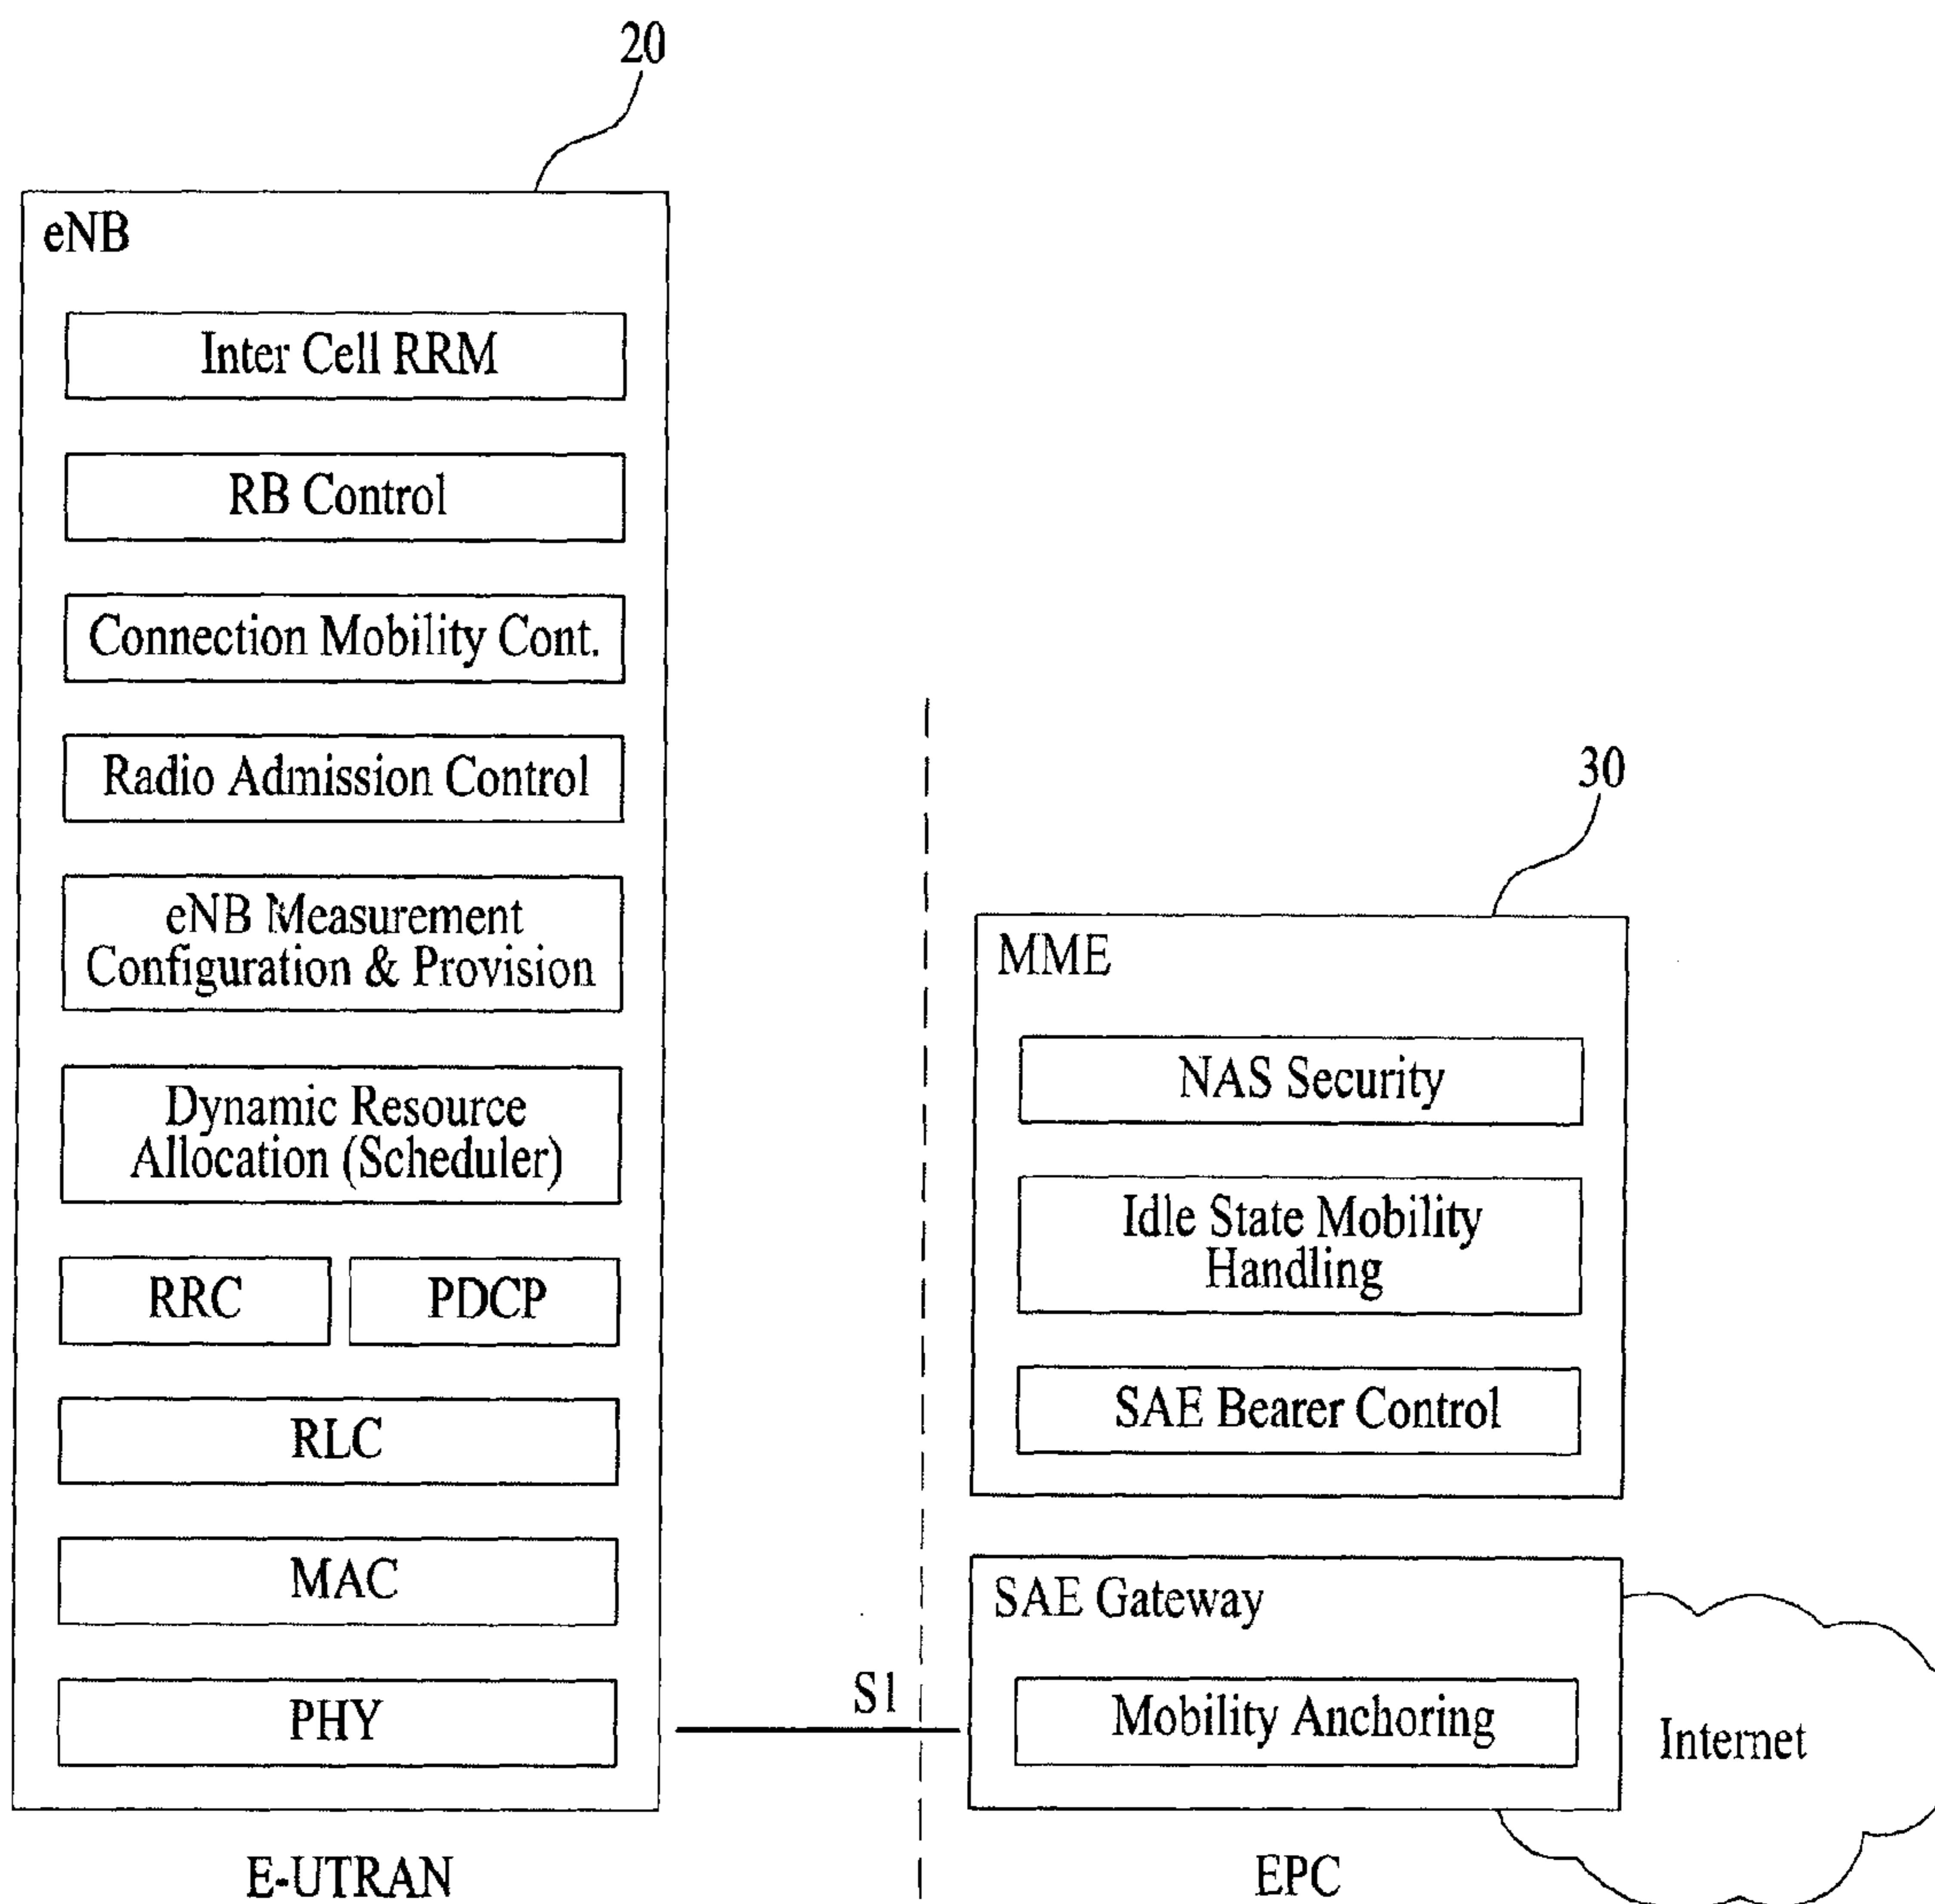 20
eNB
Inter Cell RRM
RB Control
Connection Mobility Cont.
Radio Admission Control
eNB Measurement
Configuration & Provision
Dynamic Resource
Allocation (Scheduler)
RRC
PDCP
RLC
MAC
PHY
E-UTRAN
S1
30
MME
NAS Security
Idle State Mobility
Handling
SAE Bearer Control
SAE Gateway
Mobility Anchoring
Internet
EPC